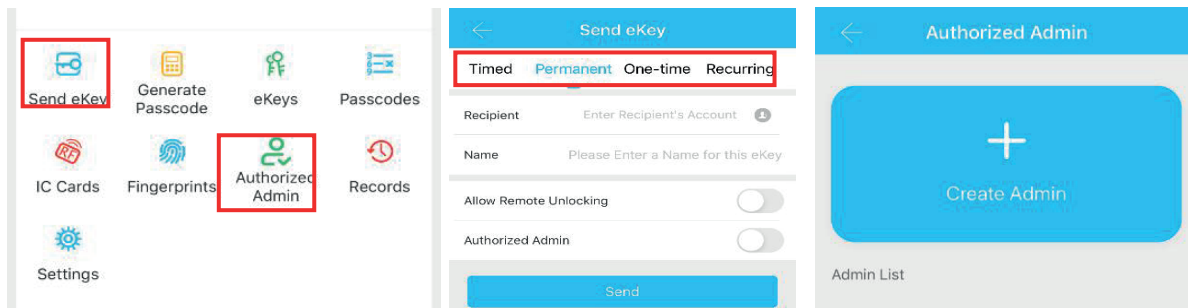 Send eKey
Generate
Passcode
eKeys
Passcodes
RF
IC Cards
Fingerprints
Authorized
Admin
Records
Settings
Send eKey
Timed Permanent One-time Recurring
Recipient Enter Recipient's Account
Name Please Enter a Name for this eKey
Allow Remote Unlocking
Authorized Admin
Send
Authorized Admin
Create Admin
Admin List